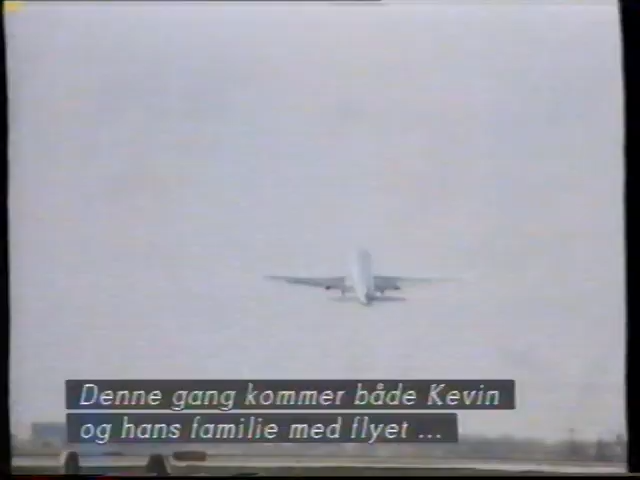 Denne gang kommer både Kevin
og hans familie med flyet ...